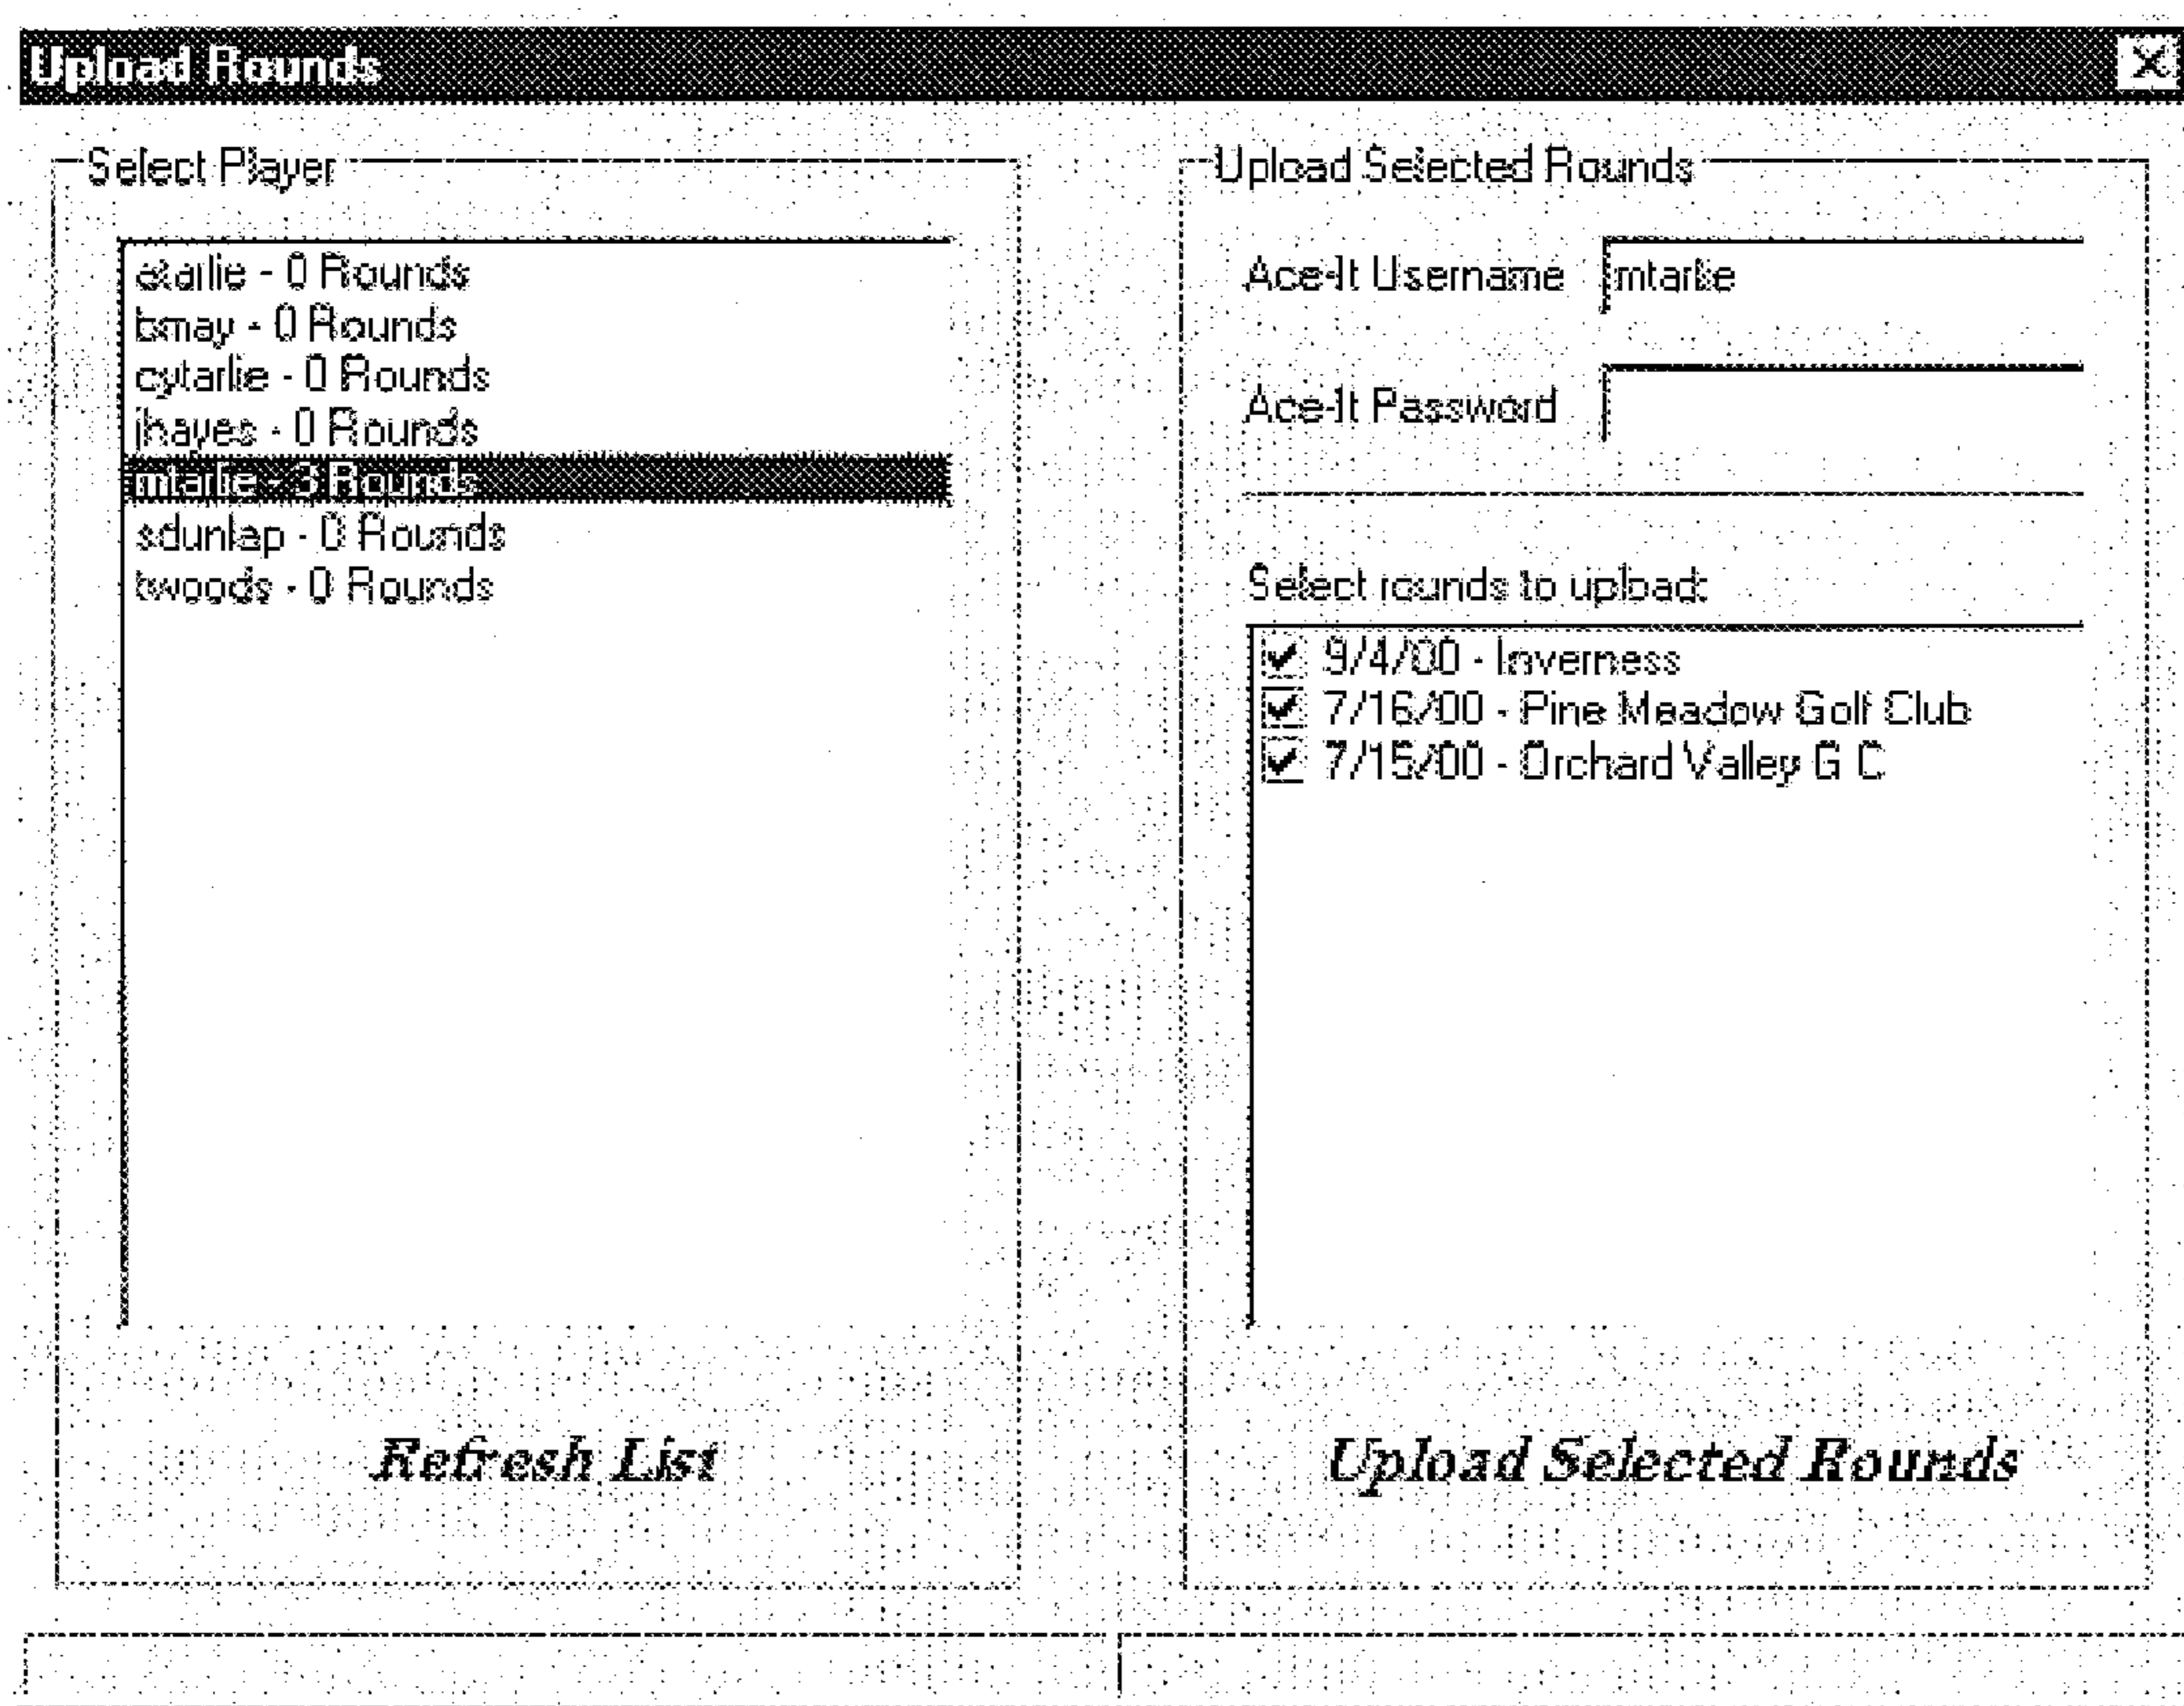 Upload Rounds
Select Player
atarlie - 0 Rounds
bmay - 0 Rounds
cytarlie - 0 Rounds
jhayes - 0 Rounds
mtarlie - 3 Rounds
sdunlap - 0 Rounds
twoods - 0 Rounds
Refresh List
Upload Selected Rounds
Ace-It Username mtarlie
Ace-It Password
Select rounds to upload:
9/4/00 - Inverness
7/16/00 - Pine Meadow Golf Club
7/15/00 - Orchard Valley G C
Upload Selected Rounds